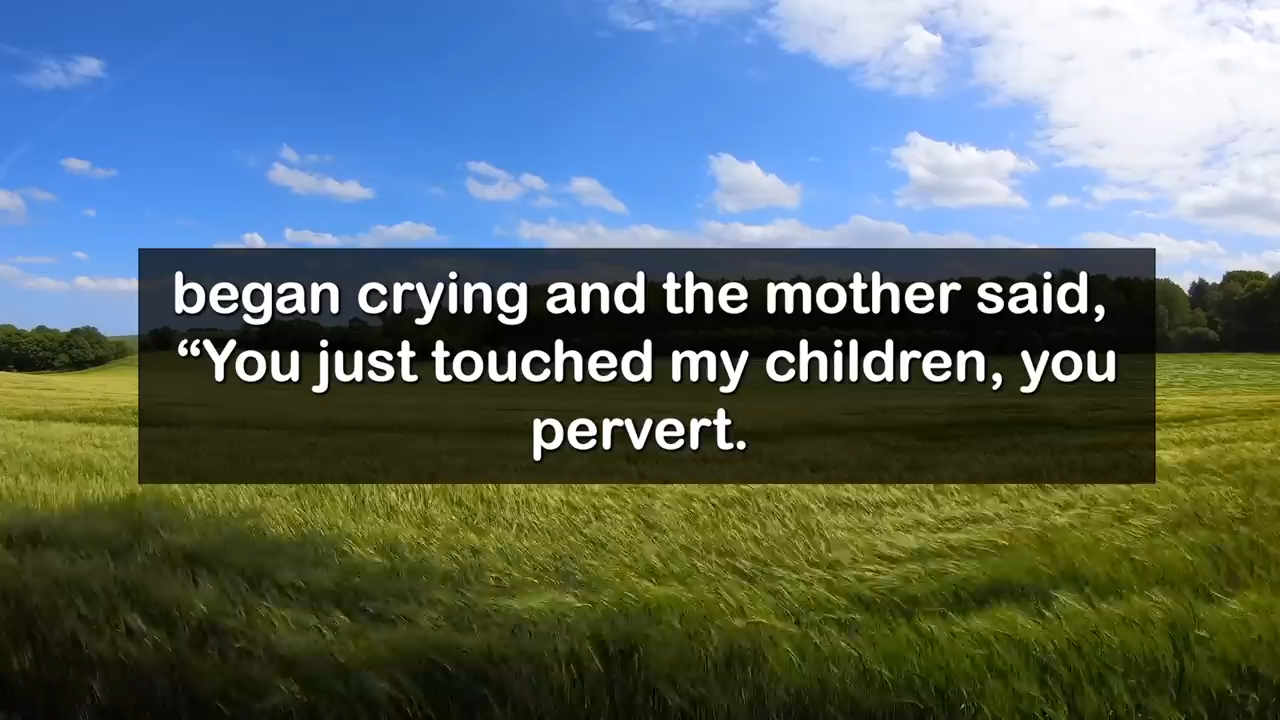 began crying and the mother said,
“You just touched my children, you
pervert.